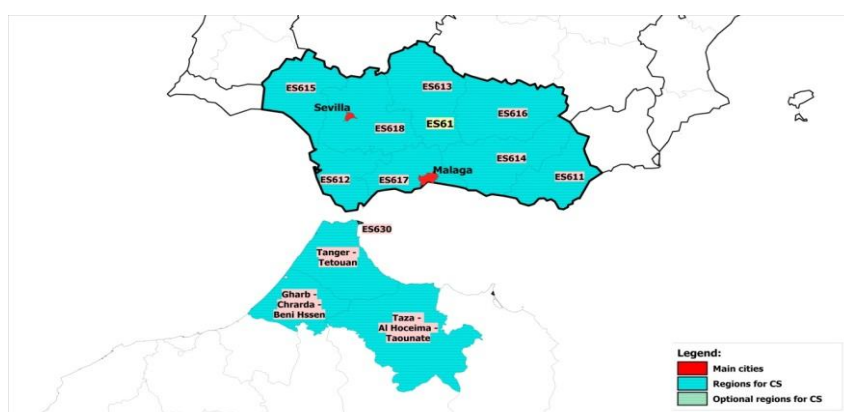 ES613
ES615
Sevilla
ES616
ES61
ES618
ES614
Malaga
ES611
ES612
ES617
ES630
Tanger -
Tetouan
Gharb -
Chrarda -
Beni Hssen
Taza -
Al Hoceima -
Taounate
Legend:
Main cities
Regions for CS
Optional regions for CS